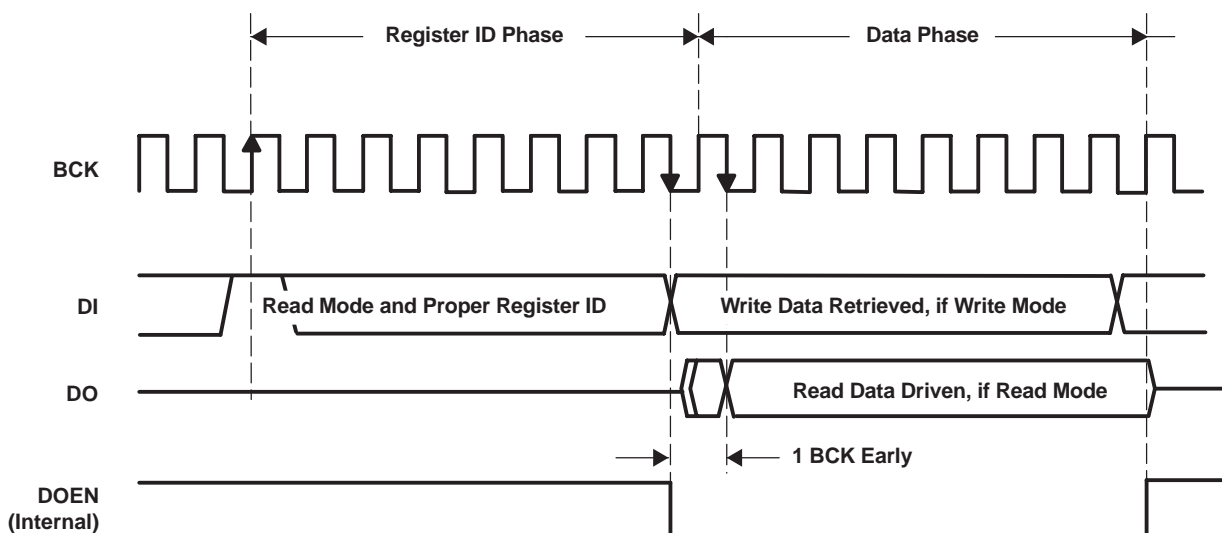 Register ID Phase
Data Phase
BCK
DI
Read Mode and Proper Register ID
Write Data Retrieved, if Write Mode
DO
Read Data Driven, if Read Mode
1 BCK Early
DOEN
(Internal)